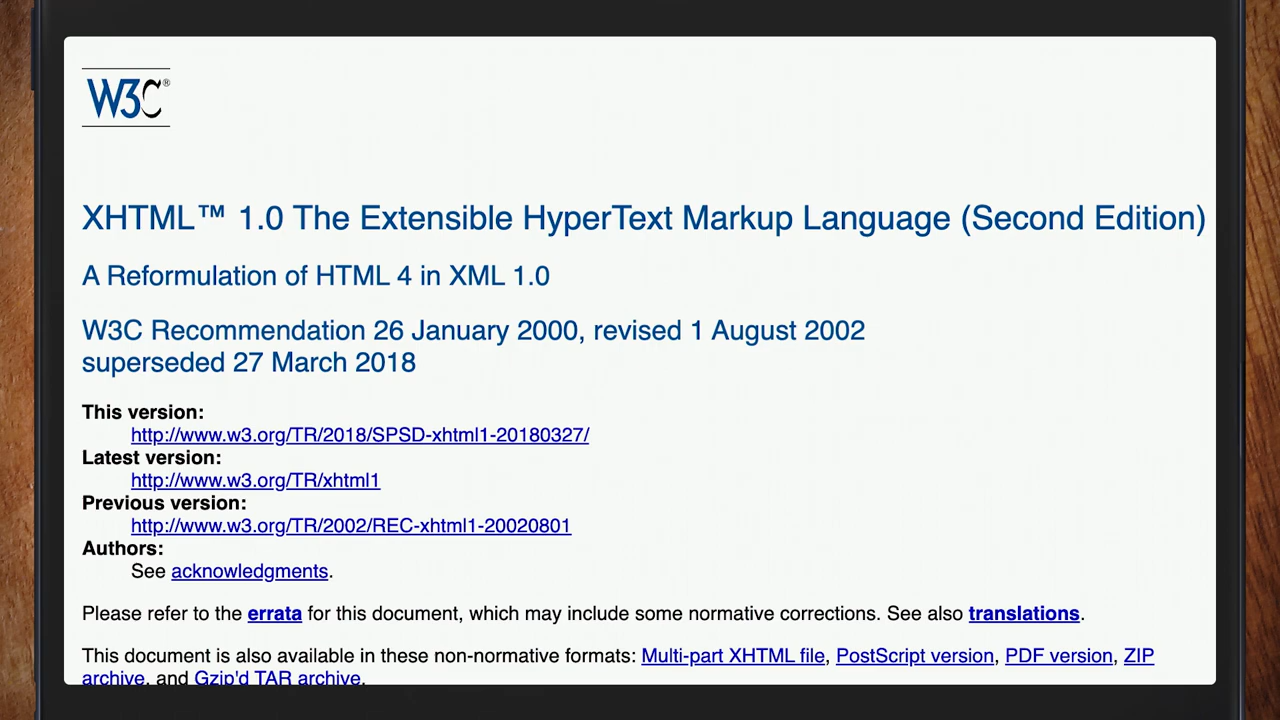 W3C®
XHTML™ 1.0 The Extensible HyperText Markup Language (Second Edition)
A Reformulation of HTML 4 in XML 1.0
W3C Recommendation 26 January 2000, revised 1 August 2002
superseded 27 March 2018
This version:
http://www.w3.org/TR/2018/SPSD-xhtml1-20180327/
Latest version:
http://www.w3.org/TR/xhtml1
Previous version:
http://www.w3.org/TR/2002/REC-xhtml1-20020801
Authors:
See acknowledgments.
Please refer to the errata for this document, which may include some normative corrections. See also translations.
This document is also available in these non-normative formats: Multi-part XHTML file, PostScript version, PDF version, ZIP
archive, and Gzip'd TAR archive.